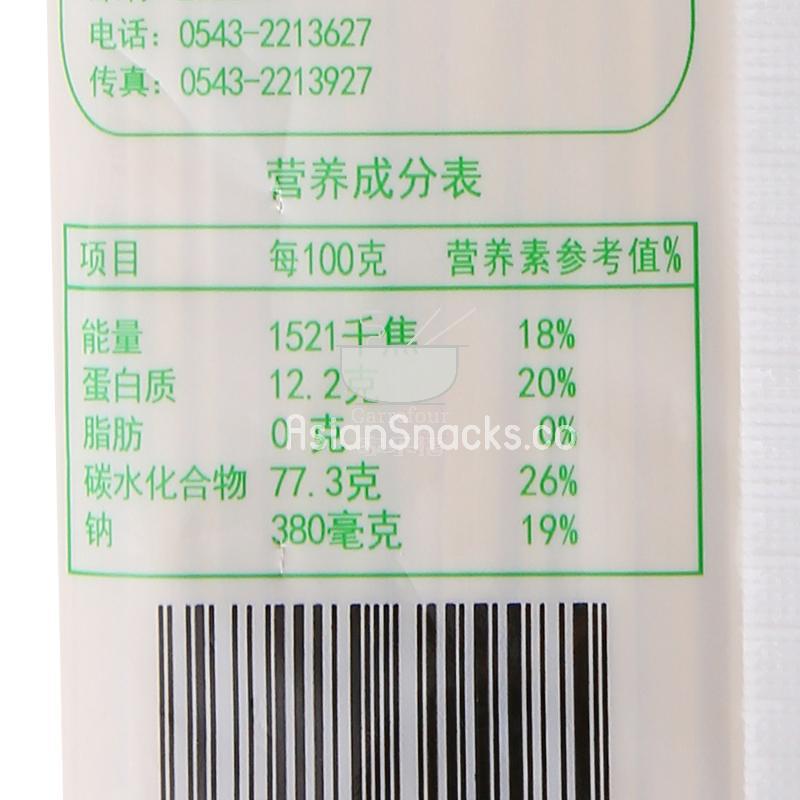 电话: 0543-2213627
传真: 0543-2213927
营养成分表
项目 每100克 营养素参考值%
能量 1521千焦 18%
蛋白质 12.2克 20%
Carrefour
脂肪 0克 0%
AsianSnacks.co
碳水化合物 77.3克 26%
钠 380毫克 19%